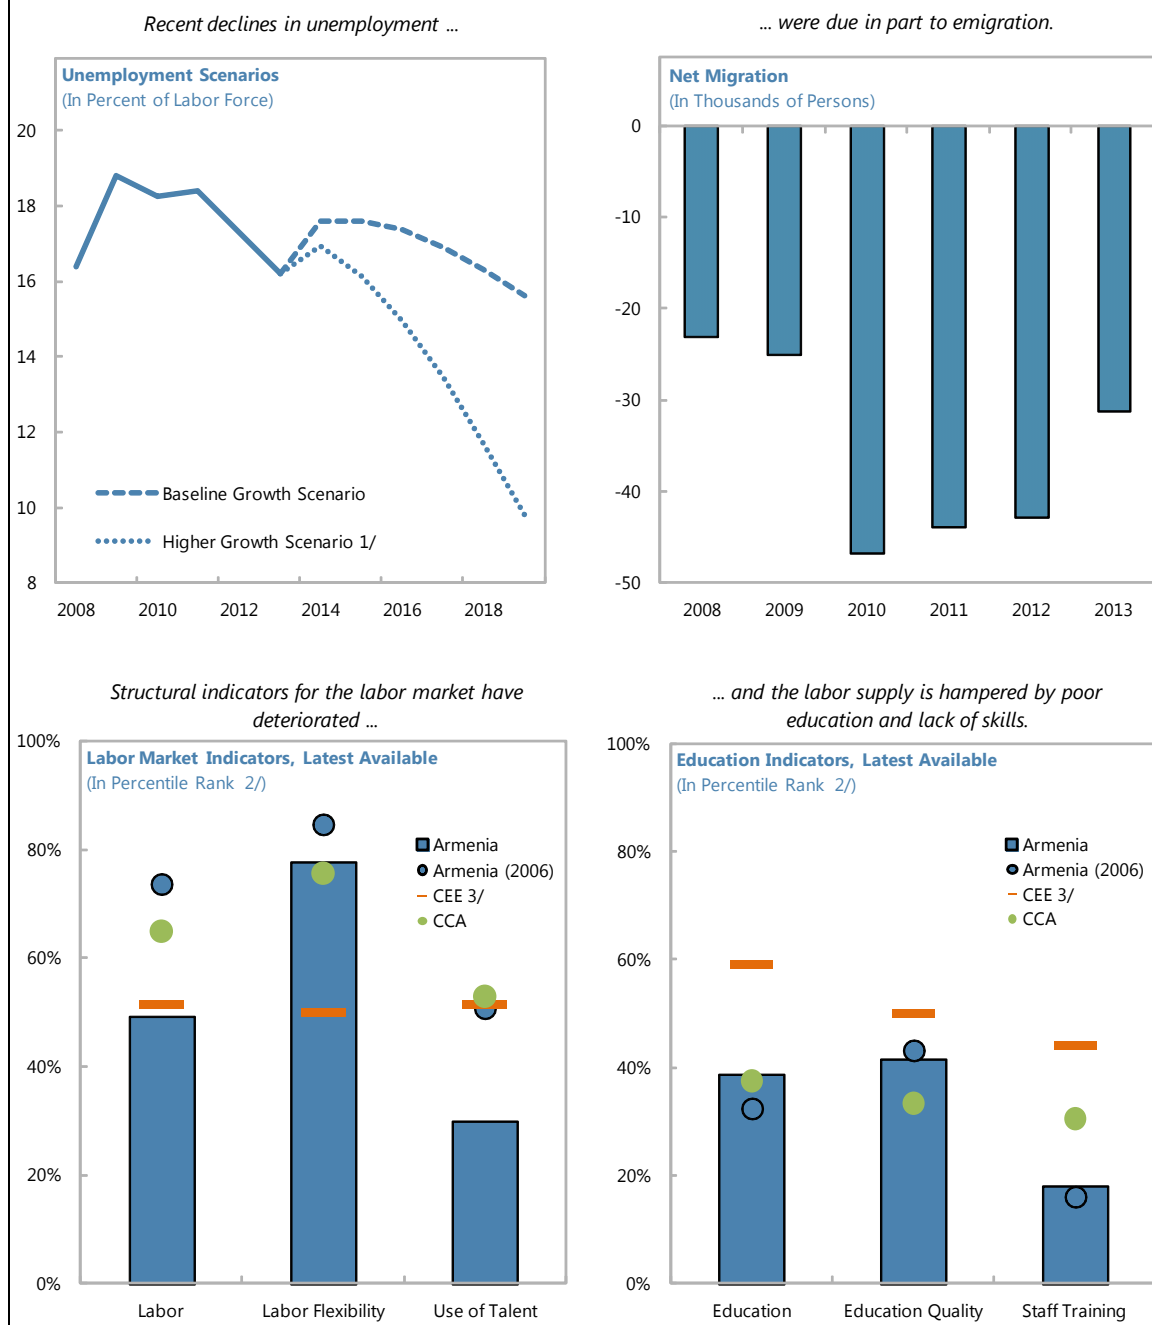 Recent declines in unemployment ...
Unemployment Scenarios
(In Percent of Labor Force)
20
18
16
14
12
10
8
Baseline Growth Scenario
Higher Growth Scenario 1/
2008 2010 2012 2014 2016 2018
... were due in part to emigration.
Net Migration
(In Thousands of Persons)
0
-10
-20
-30
-40
-50
2008 2009 2010 2011 2012 2013
Structural indicators for the labor market have
deteriorated ...
100%
Labor Market Indicators, Latest Available
(In Percentile Rank 2/)
80%
60%
40%
20%
0%
Armenia
Armenia (2006)
CEE 3/
CCA
Labor Labor Flexibility Use of Talent
... and the labor supply is hampered by poor
education and lack of skills.
100%
Education Indicators, Latest Available
(In Percentile Rank 2/)
80%
60%
40%
20%
0%
Armenia
Armenia (2006)
CEE 3/
CCA
Education Education Quality Staff Training